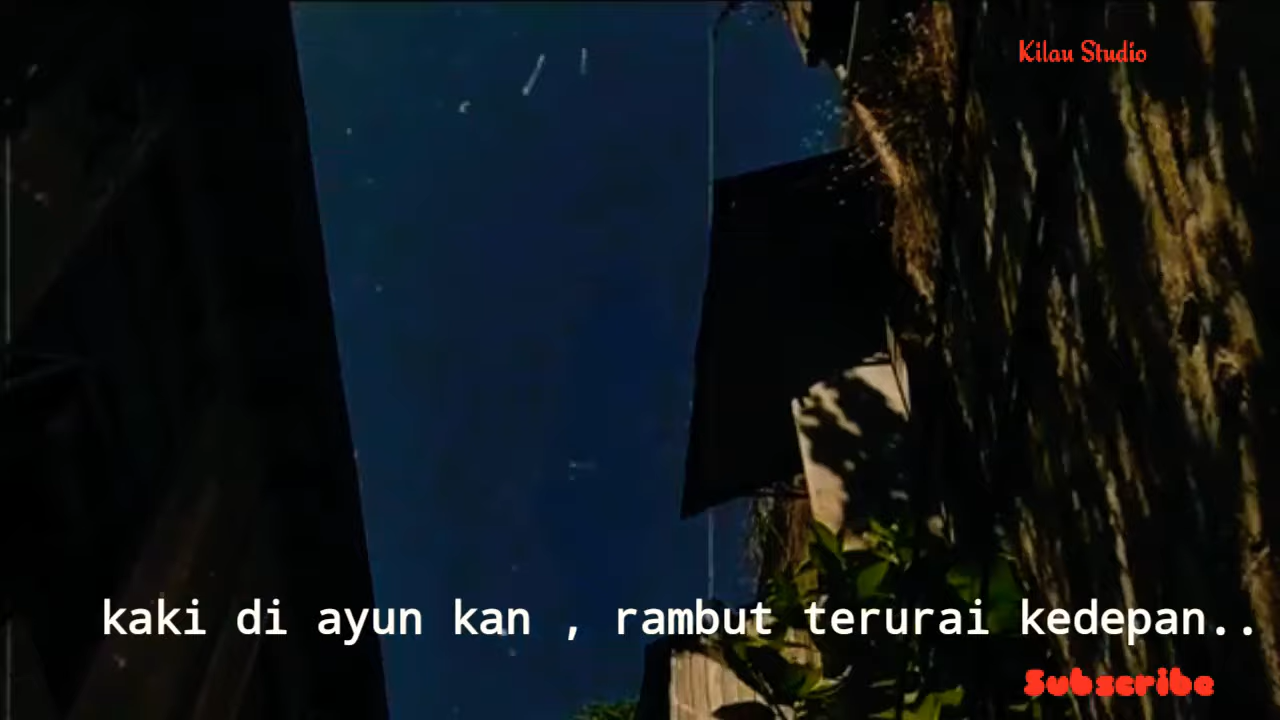 Kilau Studio
kaki di ayun kan , rambut terurai kedepan..
Subscribe